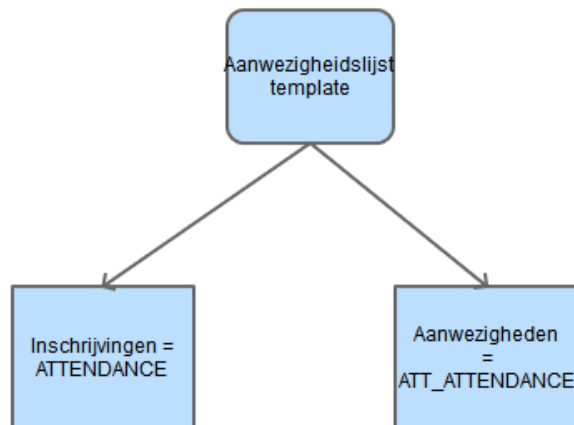 Aanwezigheidslijst
template
Inschrijvingen =
ATTENDANCE
Aanwezigheden
=
ATT_ATTENDANCE